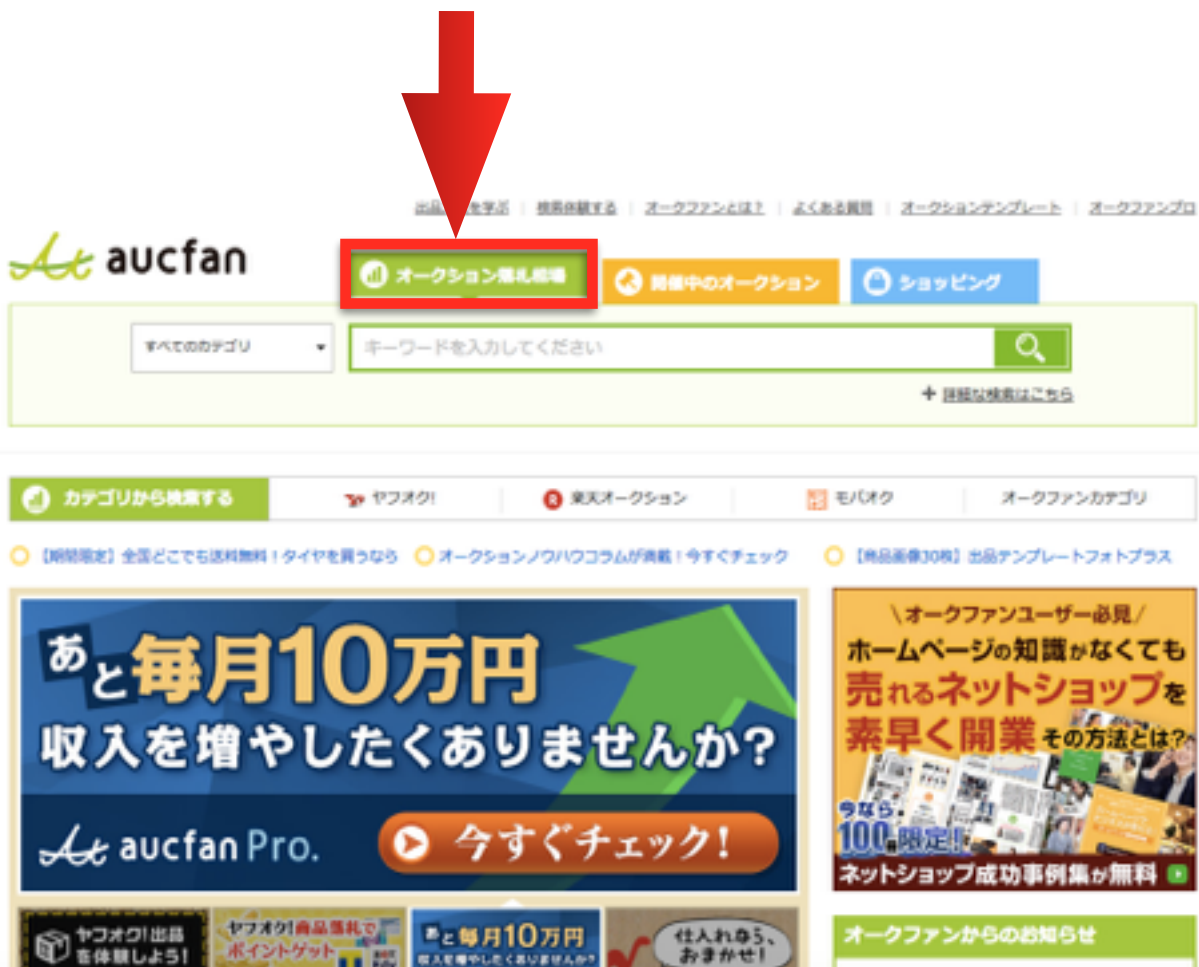 を学ぶ | 検索体験する | オークファンとは? | よくある質問 | オークションテンプレート | オークファンプロ
aucfan
オークション落札相場
開催中のオークション
ショッピング
すべてのカテゴリ
キーワードを入力してください
+ 詳細な検索はこちら
カテゴリから検索する
ヤフオク!
楽天オークション
モバオク
オークファンカテゴリ
【期間限定】全国どこでも送料無料!タイヤを買うなら
オークションノウハウコラムが満載!今すぐチェック
【商品画像30枚】出品テンプレートフォトプラス
あと毎月10万円
収入を増やしたくありませんか?
aucfan Pro.
今すぐチェック!
\オークファンユーザー必見/
ホームページの知識がなくても
売れるネットショップを
素早く開業 その方法とは?
今なら
100名限定!
ネットショップ成功事例集が無料
ヤフオク!出品
を体験しよう!
ヤフオク!商品落札で
ポイントゲット
あと毎月10万円
収入を増やしたくありませんか?
仕入れなら、
おまかせ!
オークファンからのお知らせ